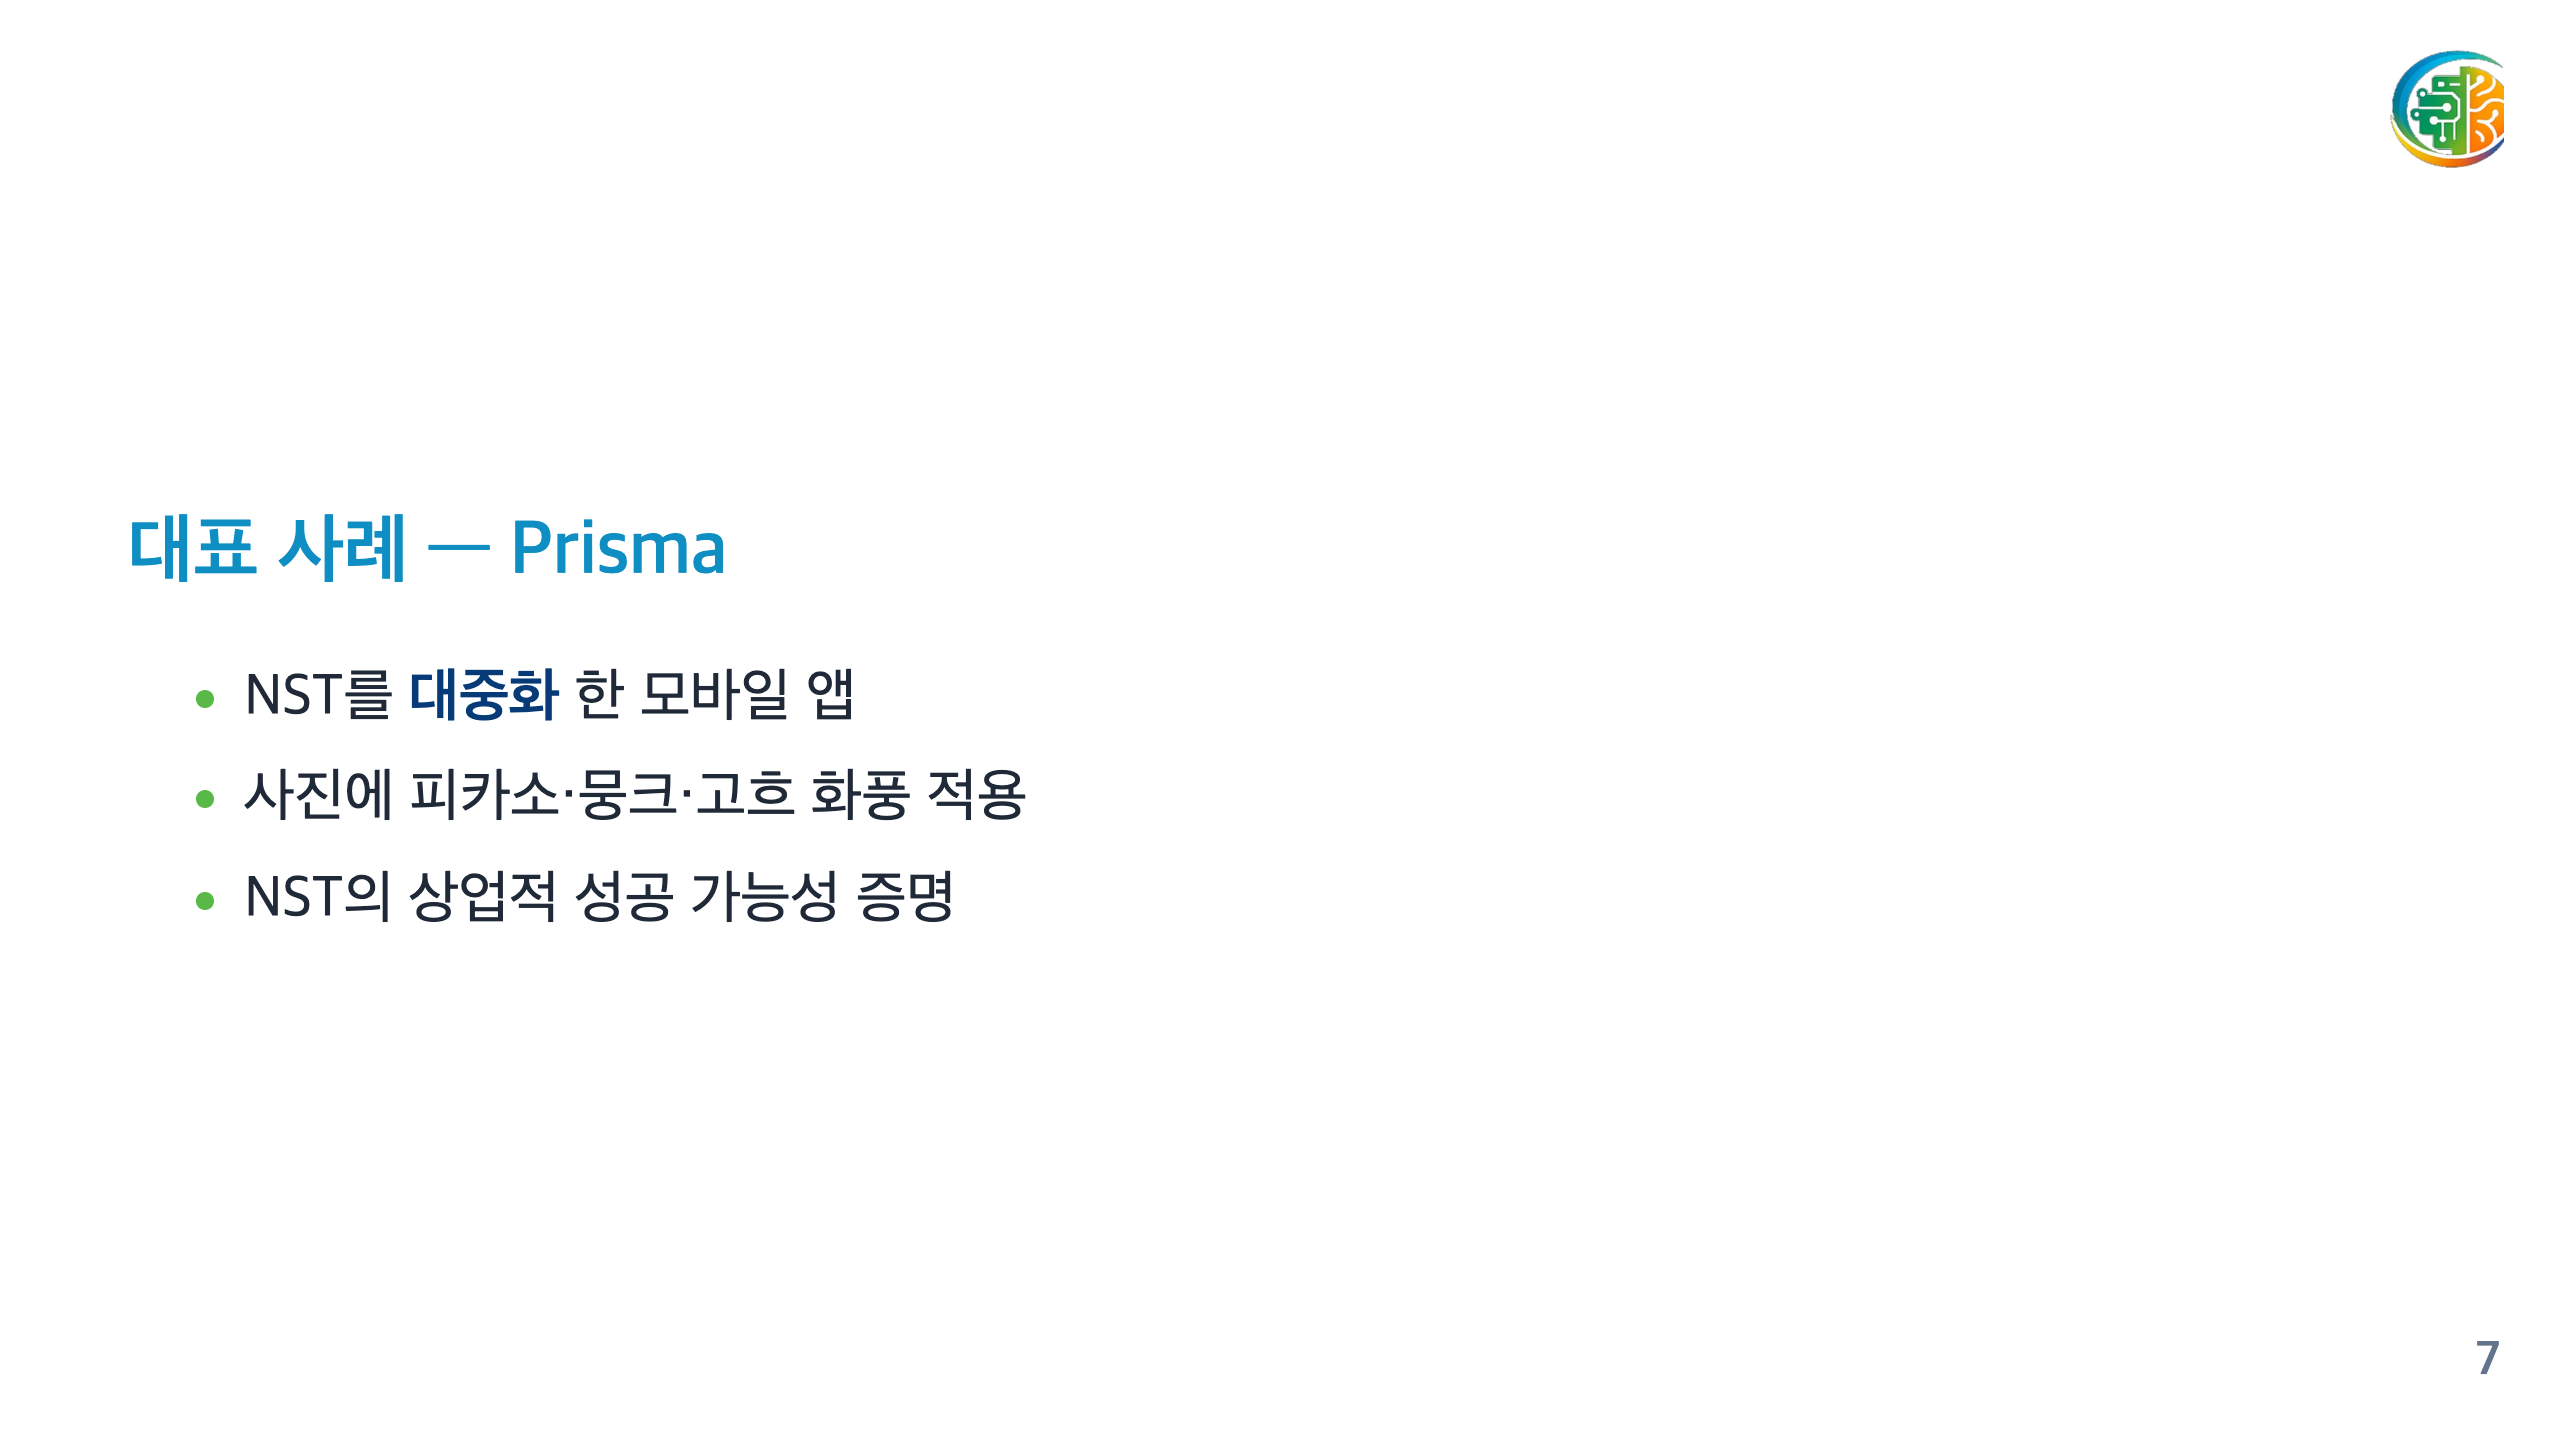 대표 사례 — Prisma
• NST를 대중화 한 모바일 앱
• 사진에 피카소·뭉크·고흐 화풍 적용
• NST의 상업적 성공 가능성 증명
7